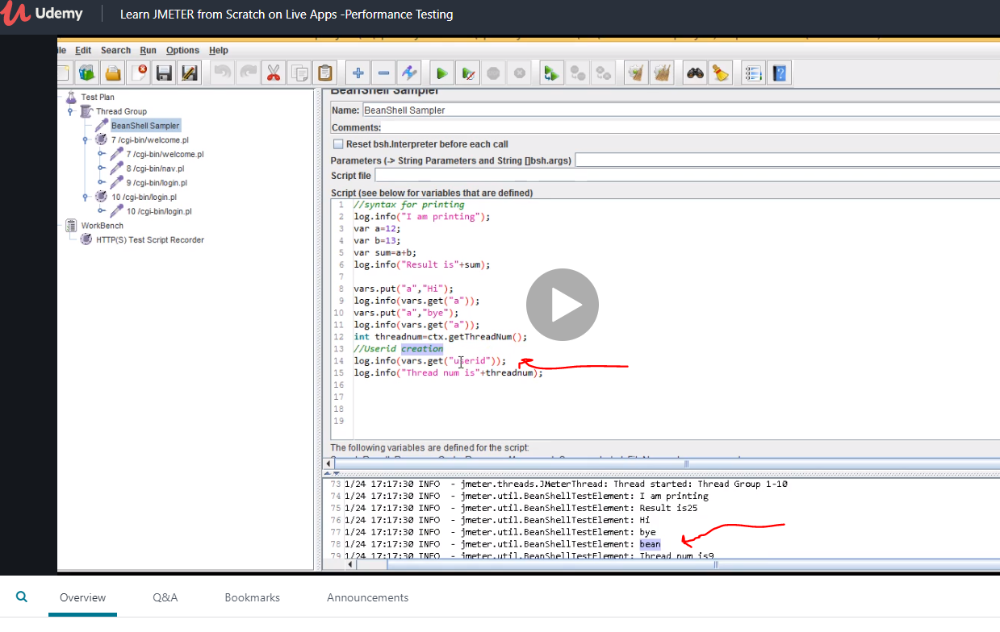 Udemy
Learn JMETER from Scratch on Live Apps -Performance Testing
ile Edit Search Run Options Help
Test Plan
Thread Group
BeanShell Sampler
7 /cgi-bin/welcome.pl
7 /cgi-bin/welcome.pl
8 /cgi-bin/nav.pl
9 /cgi-bin/login.pl
10 /cgi-bin/login.pl
10 /cgi-bin/login.pl
WorkBench
HTTP(S) Test Script Recorder
BeanShell Sampler
Name: BeanShell Sampler
Comments:
Reset bsh.Interpreter before each call
Parameters (-> String Parameters and String []bsh.args)
Script file
Script (see below for variables that are defined)
1 //syntax for printing
2 log.info("I am printing");
3 var a=12;
4 var b=13;
5 var sum=a+b;
6 log.info("Result is"+sum);
7
8 vars.put("a","Hi");
9 log.info(vars.get("a"));
10 vars.put("a","bye");
11 log.info(vars.get("a"));
12 int threadnum=ctx.getThreadNum();
13 //Userid creation
14 log.info(vars.get("userid"));
15 log.info("Thread num is"+threadnum);
16
17
18
19
The following variables are defined for the script:
73 1/24 17:17:30 INFO - jmeter.threads.JMeterThread: Thread started: Thread Group 1-10
74 1/24 17:17:30 INFO - jmeter.util.BeanShellTestElement: I am printing
75 1/24 17:17:30 INFO - jmeter.util.BeanShellTestElement: Result is25
76 1/24 17:17:30 INFO - jmeter.util.BeanShellTestElement: Hi
77 1/24 17:17:30 INFO - jmeter.util.BeanShellTestElement: bye
78 1/24 17:17:30 INFO - jmeter.util.BeanShellTestElement: bean
79 1/24 17:17:30 INFO - jmeter.util.BeanShellTestElement: Thread num is9
Overview Q&A Bookmarks Announcements